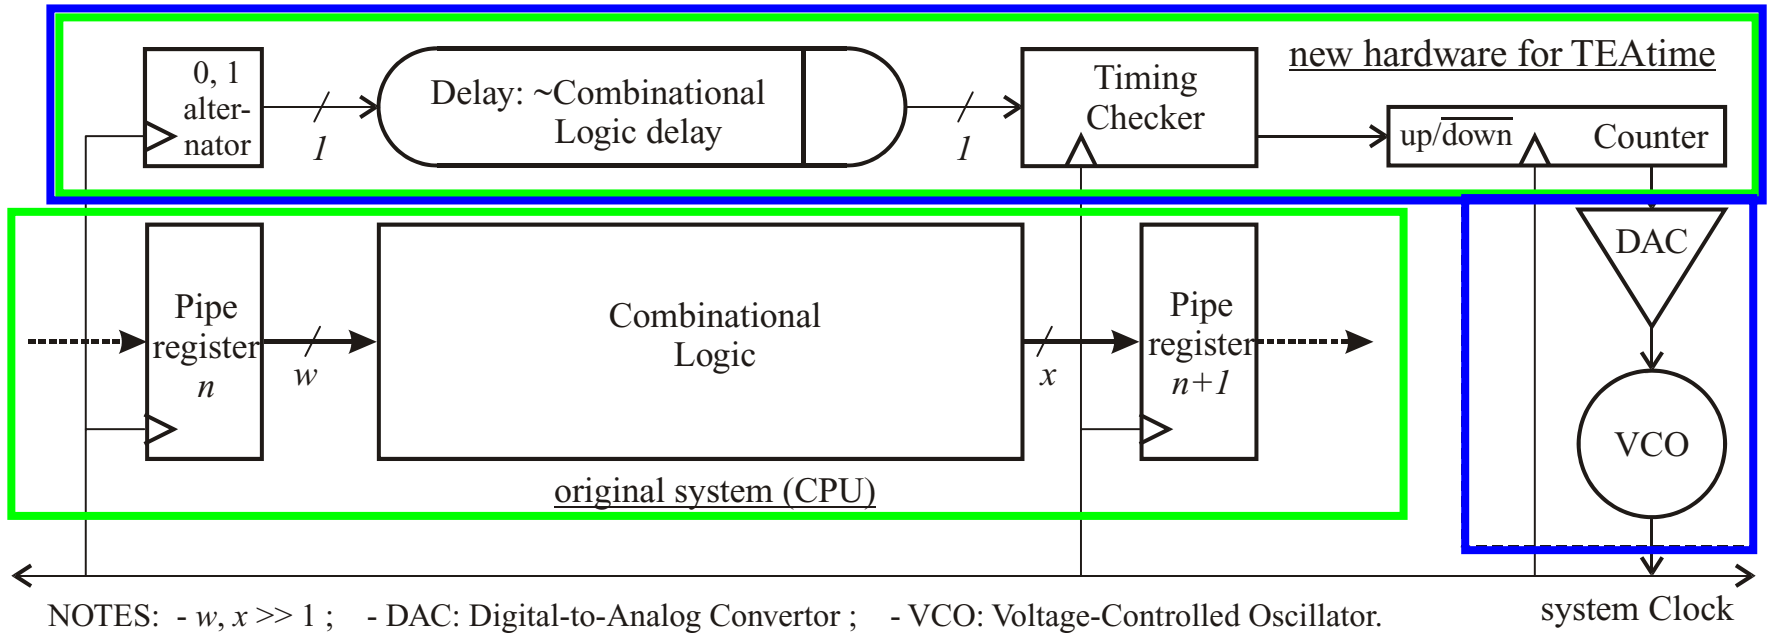 new hardware for TEAtime
0, 1
alter-
nator
1
Delay: ~Combinational
Logic delay
1
Timing
Checker
up/down
Counter
DAC
Pipe
register
n
w
Combinational
Logic
x
Pipe
register
n+1
VCO
original system (CPU)
system Clock
NOTES: - w, x >> 1 ; - DAC: Digital-to-Analog Convertor ; - VCO: Voltage-Controlled Oscillator.